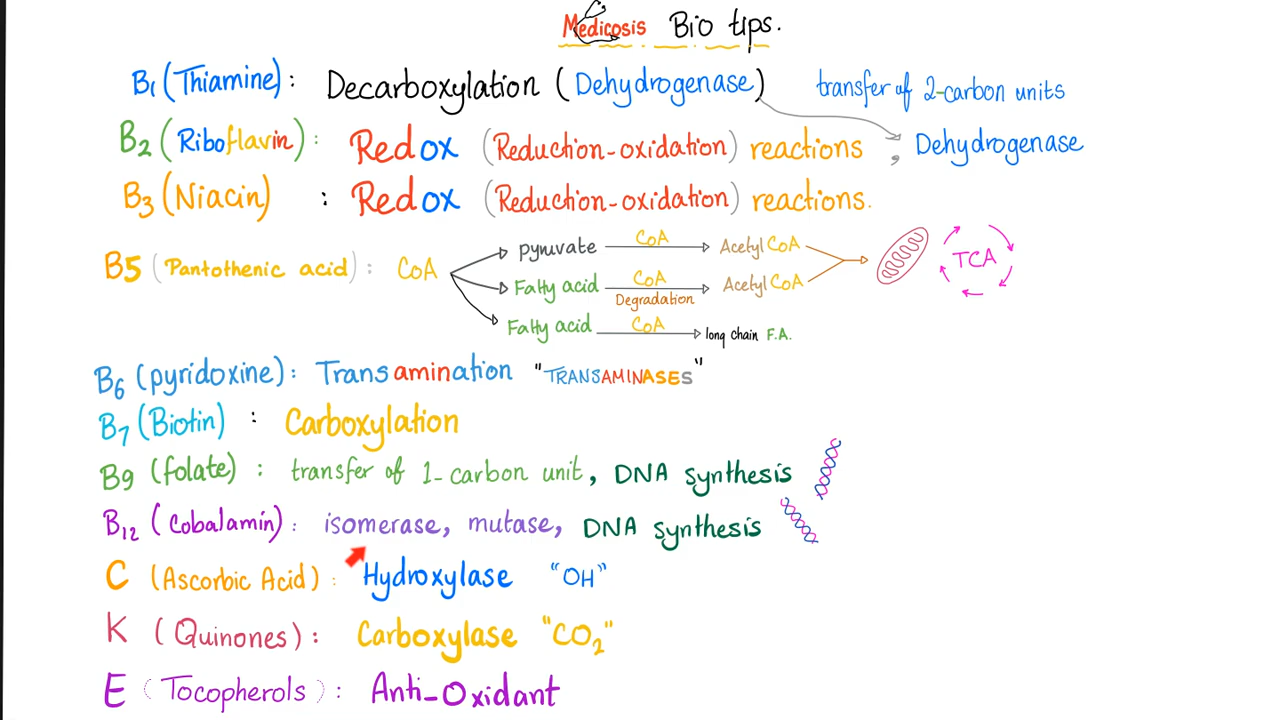 Medicosis Bio tips.
B1 (Thiamine): Decarboxylation (Dehydrogenase) transfer of 2-carbon units
B2 (Riboflavin): Redox (Reduction-oxidation) reactions ; Dehydrogenase
B3 (Niacin) : Redox (Reduction-oxidation) reactions.
B5 (Pantothenic acid): CoA
pyruvate CoA Acetyl CoA
Fatty acid CoA Degradation Acetyl CoA
TCA
Fatty acid CoA long chain F.A.
B6 (pyridoxine): Transamination "TRANSAMINASES"
B7 (Biotin) : Carboxylation
B9 (folate) : transfer of 1-carbon unit, DNA synthesis
B12 (Cobalamin): isomerase, mutase, DNA synthesis
C (Ascorbic Acid) : Hydroxylase "OH"
K (Quinones): Carboxylase "CO2"
E (Tocopherols): Anti-Oxidant